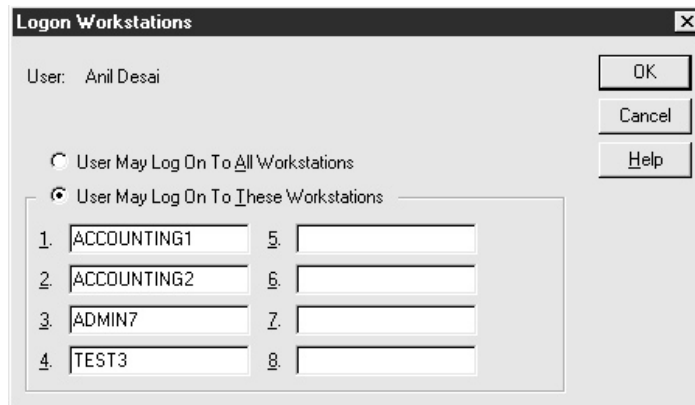 Logon Workstations
User: Anil Desai
OK
Cancel
Help
User May Log On To All Workstations
User May Log On To These Workstations
1. ACCOUNTING1 5.
2. ACCOUNTING2 6.
3. ADMIN7 7.
4. TEST3 8.